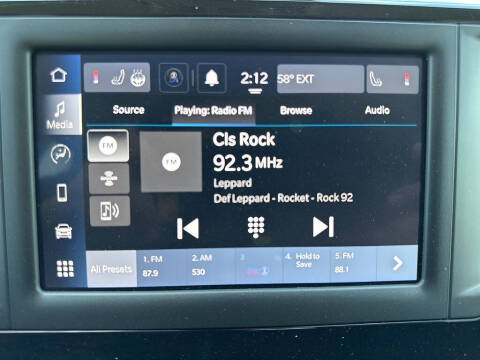 2:12
58° EXT
Source
Playing: Radio FM
Browse
Audio
Media
FM
FM
Cls Rock
92.3 MHz
Leppard
Def Leppard - Rocket - Rock 92
All Presets
1. FM
87.9
2. AM
530
3
4. Hold to
Save
5. FM
88.1